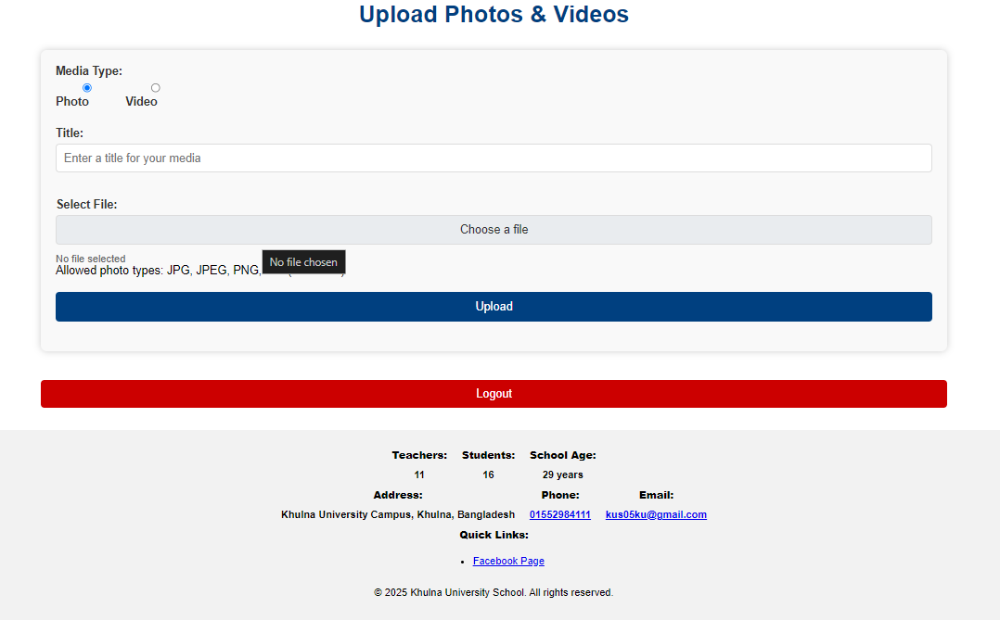 Upload Photos & Videos
Media Type:
Photo Video
Title:
Enter a title for your media
Select File:
Choose a file
No file selected
No file chosen
Allowed photo types: JPG, JPEG, PNG,
Upload
Logout
Teachers: Students: School Age:
11 16 29 years
Address: Phone: Email:
Khulna University Campus, Khulna, Bangladesh 01552984111 kus05ku@gmail.com
Quick Links:
• Facebook Page
© 2025 Khulna University School. All rights reserved.